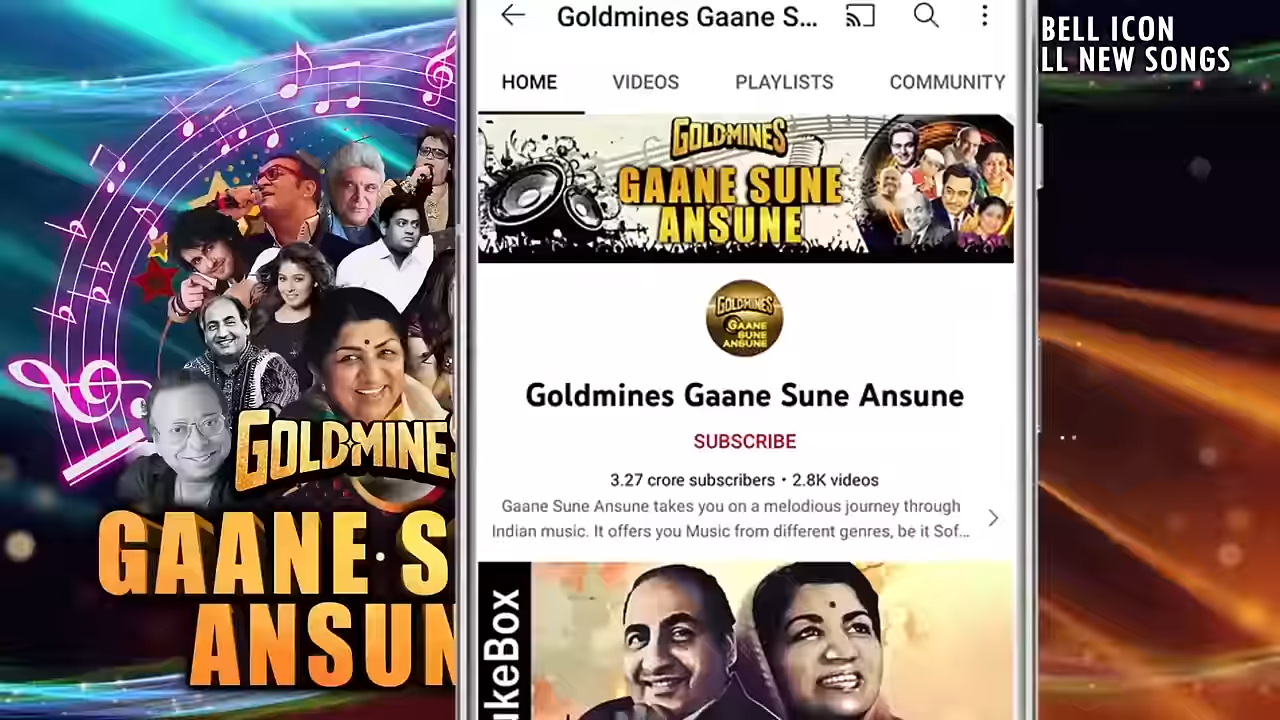 BELL ICON
LL NEW SONGS
Goldmines Gaane S...
HOME VIDEOS PLAYLISTS COMMUNITY
GOLDMINES
GAANE SUNE
ANSUNE
GOLDMINES
GAANE
SUNE
ANSUNE
Goldmines Gaane Sune Ansune
SUBSCRIBE
3.27 crore subscribers • 2.8K videos
Gaane Sune Ansune takes you on a melodious journey through
Indian music. It offers you Music from different genres, be it Sof...
ukeBox
GOLDMINES
GAANE S
ANSUN